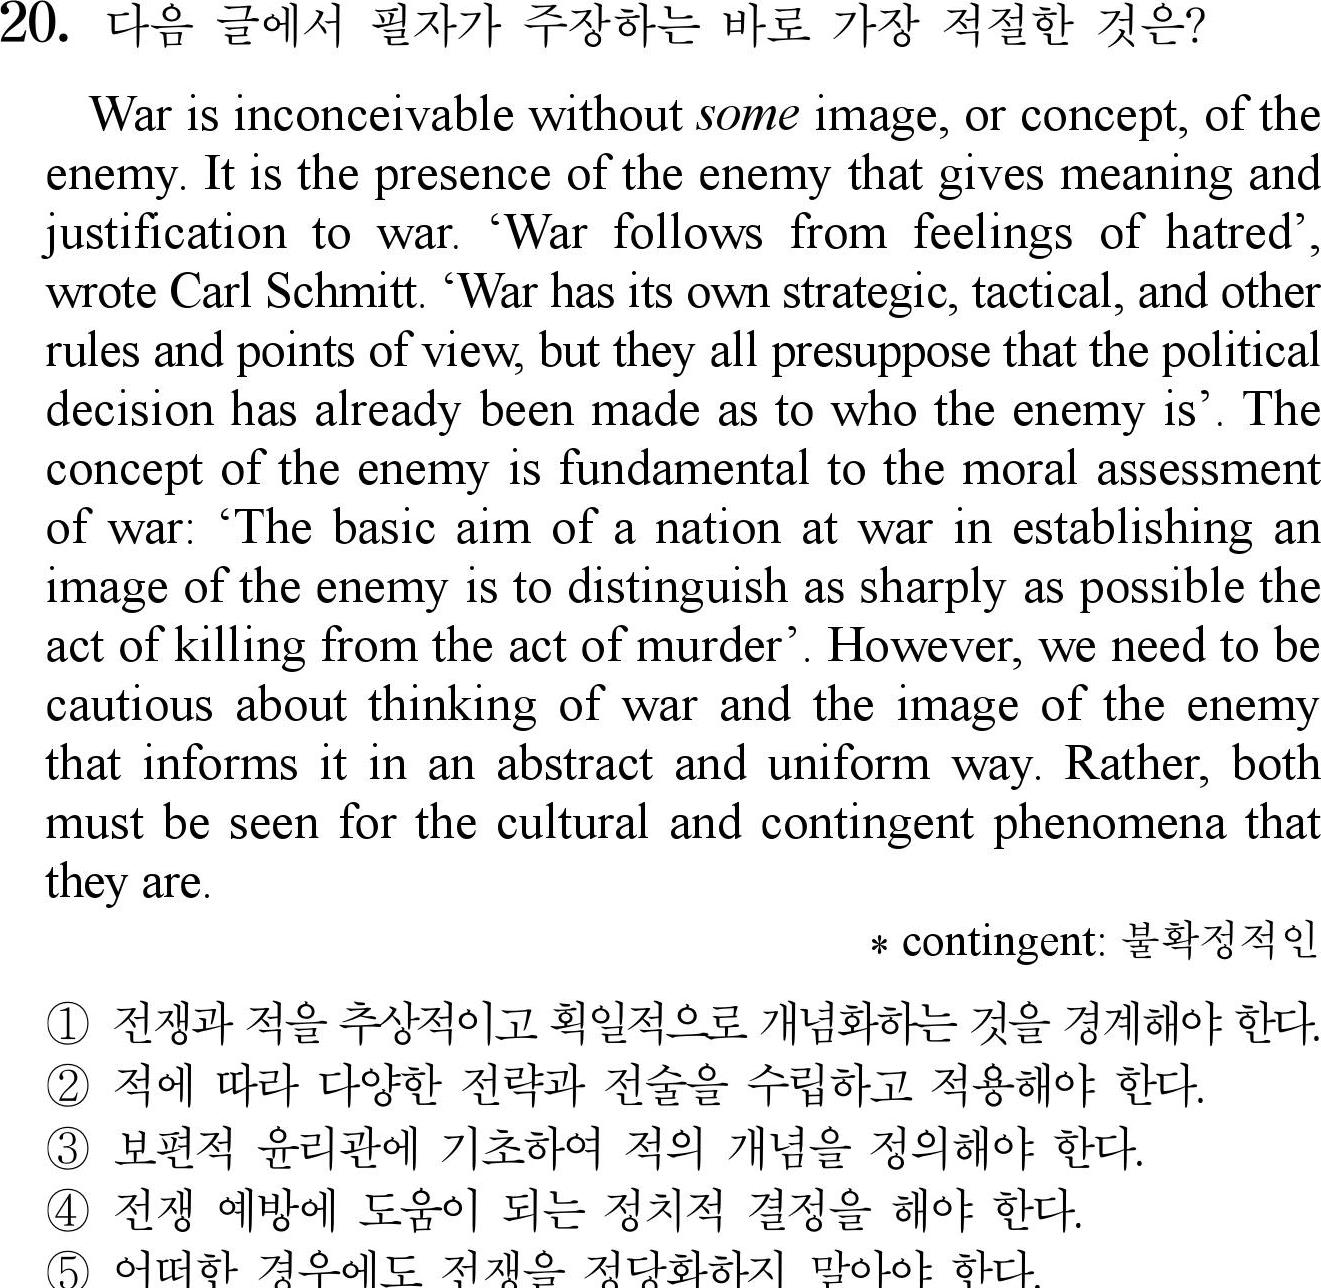 20. 다음 글에서 필자가 주장하는 바로 가장 적절한 것은?
War is inconceivable without some image, or concept, of the
enemy. It is the presence of the enemy that gives meaning and
justification to war. ‘War follows from feelings of hatred’,
wrote Carl Schmitt. ‘War has its own strategic, tactical, and other
rules and points of view, but they all presuppose that the political
decision has already been made as to who the enemy is’. The
concept of the enemy is fundamental to the moral assessment
of war: ‘The basic aim of a nation at war in establishing an
image of the enemy is to distinguish as sharply as possible the
act of killing from the act of murder’. However, we need to be
cautious about thinking of war and the image of the enemy
that informs it in an abstract and uniform way. Rather, both
must be seen for the cultural and contingent phenomena that
they are.
* contingent: 불확정적인
① 전쟁과 적을 추상적이고 획일적으로 개념화하는 것을 경계해야 한다.
② 적에 따라 다양한 전략과 전술을 수립하고 적용해야 한다.
③ 보편적 윤리관에 기초하여 적의 개념을 정의해야 한다.
④ 전쟁 예방에 도움이 되는 정치적 결정을 해야 한다.
⑤ 어떠한 경우에도 전쟁을 정당화하지 말아야 한다.